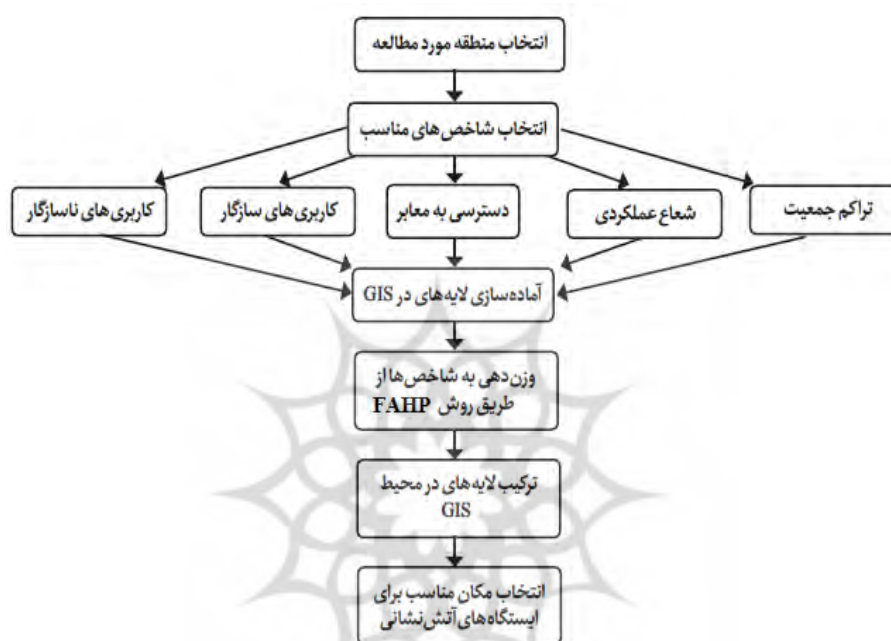 انتخاب منطقه مورد مطالعه
انتخاب شاخص‌های مناسب
تراکم جمعیت
شعاع عملکردی
دسترسی به معابر
کاربری‌های سازگار
کاربری‌های ناسازگار
آماده‌سازی لایه‌های در GIS
وزن‌دهی به شاخص‌ها از
طریق روش FAHP
ترکیب لایه‌های در محیط
GIS
انتخاب مکان مناسب برای
ایستگاه‌های آتش‌نشانی